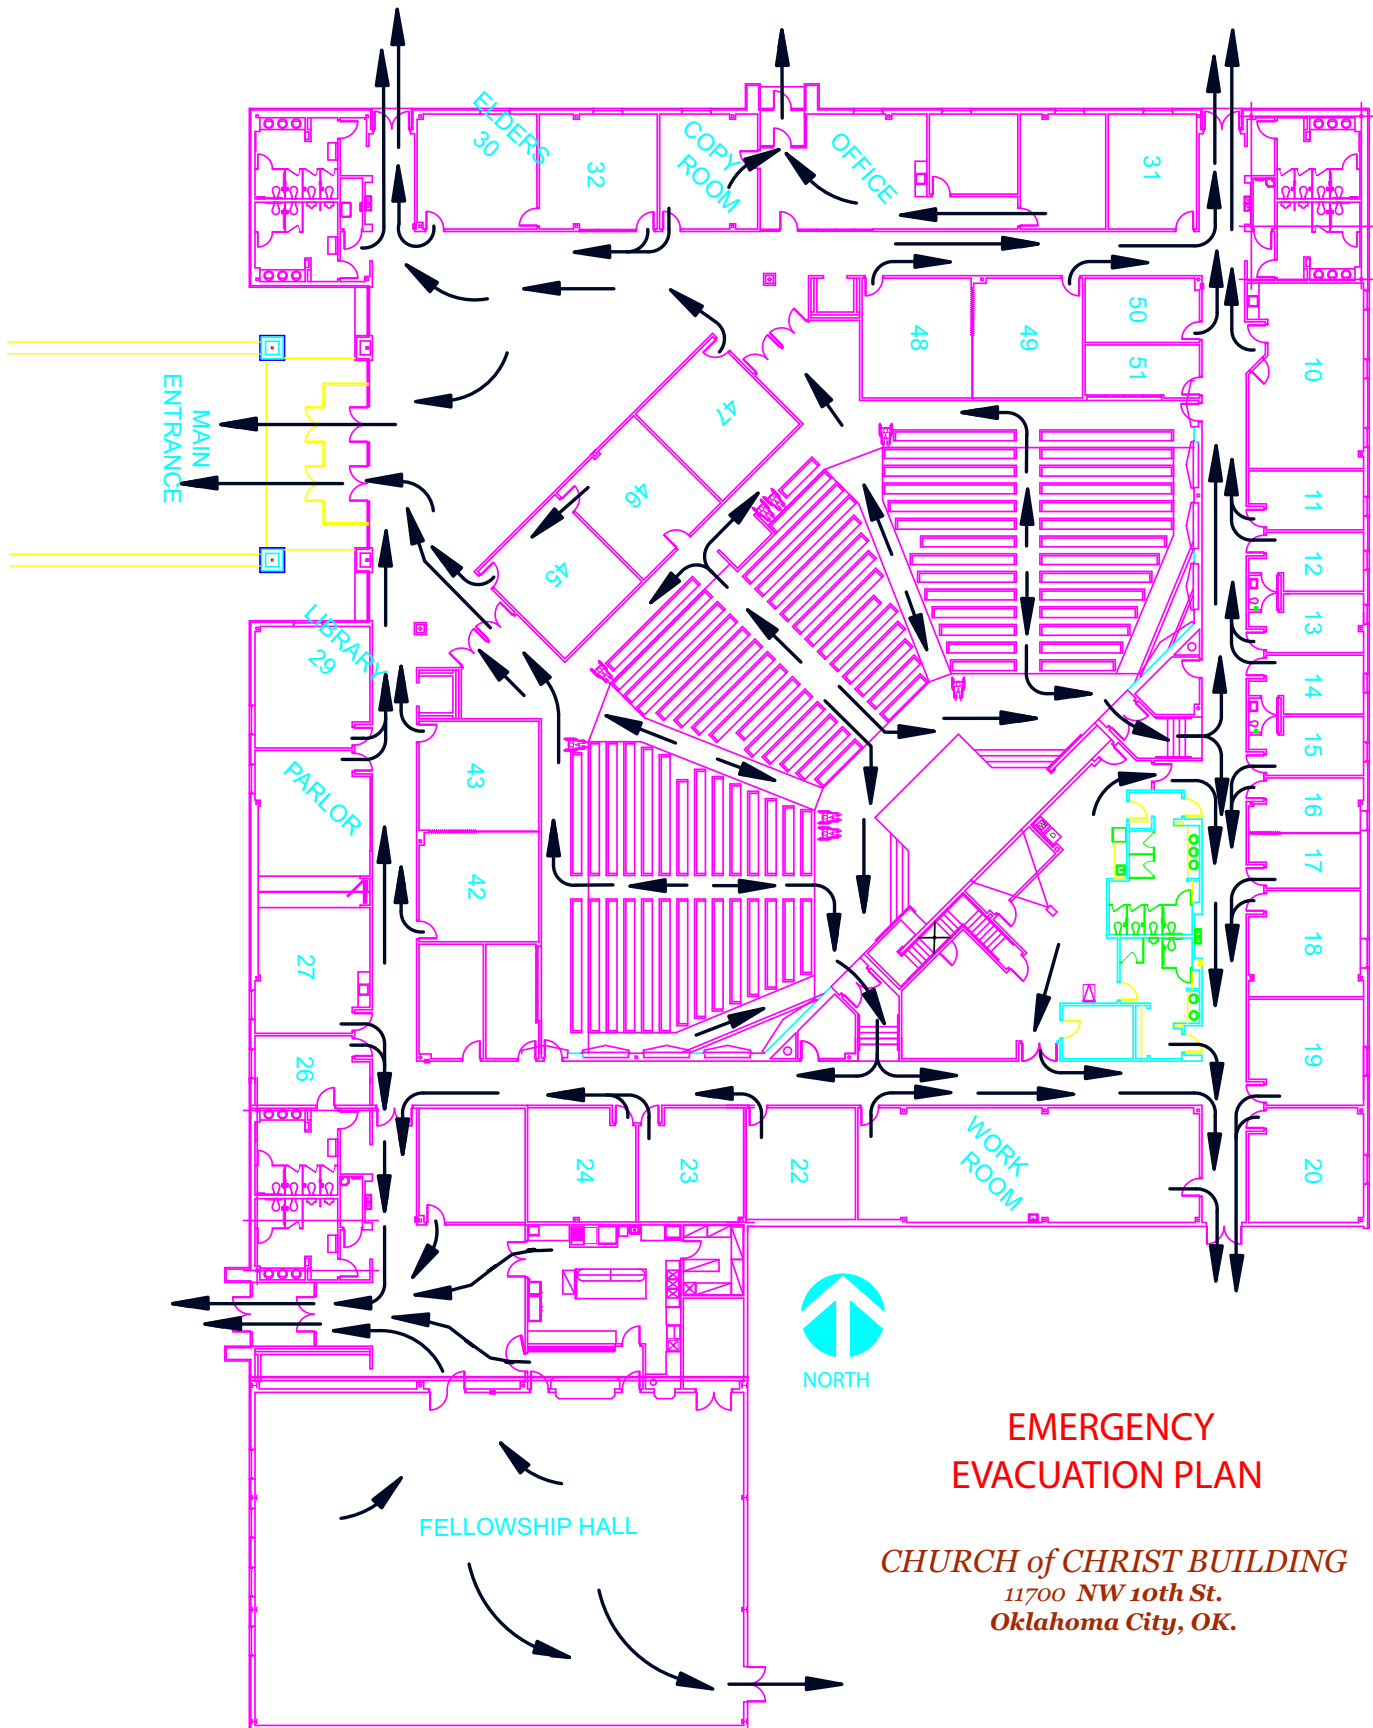 ELDERS
30
32
COPY
ROOM
OFFICE
31
48
49
50
51
10
MAIN
ENTRANCE
47
46
45
11
12
13
14
15
16
17
18
19
20
LIBRARY
29
PARLOR
43
42
27
26
24
23
22
WORK
ROOM
NORTH
EMERGENCY
EVACUATION PLAN
FELLOWSHIP HALL
CHURCH of CHRIST BUILDING
11700 NW 10th St.
Oklahoma City, OK.